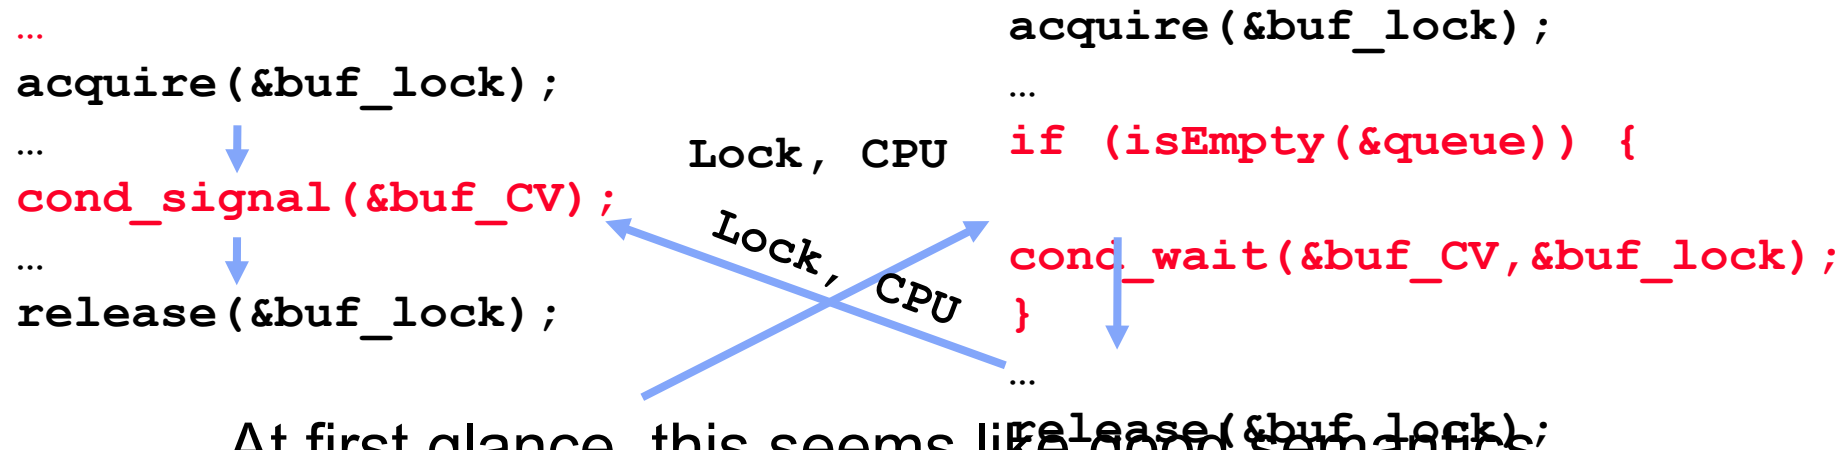 …
acquire(&buf_lock);
…
cond_signal(&buf_CV);
…
release(&buf_lock);
Lock, CPU
Lock, CPU
acquire(&buf_lock);
…
if (isEmpty(&queue)) {
cond_wait(&buf_CV,&buf_lock);
}
…
release(&buf_lock);
At first glance, this seems like good semantics